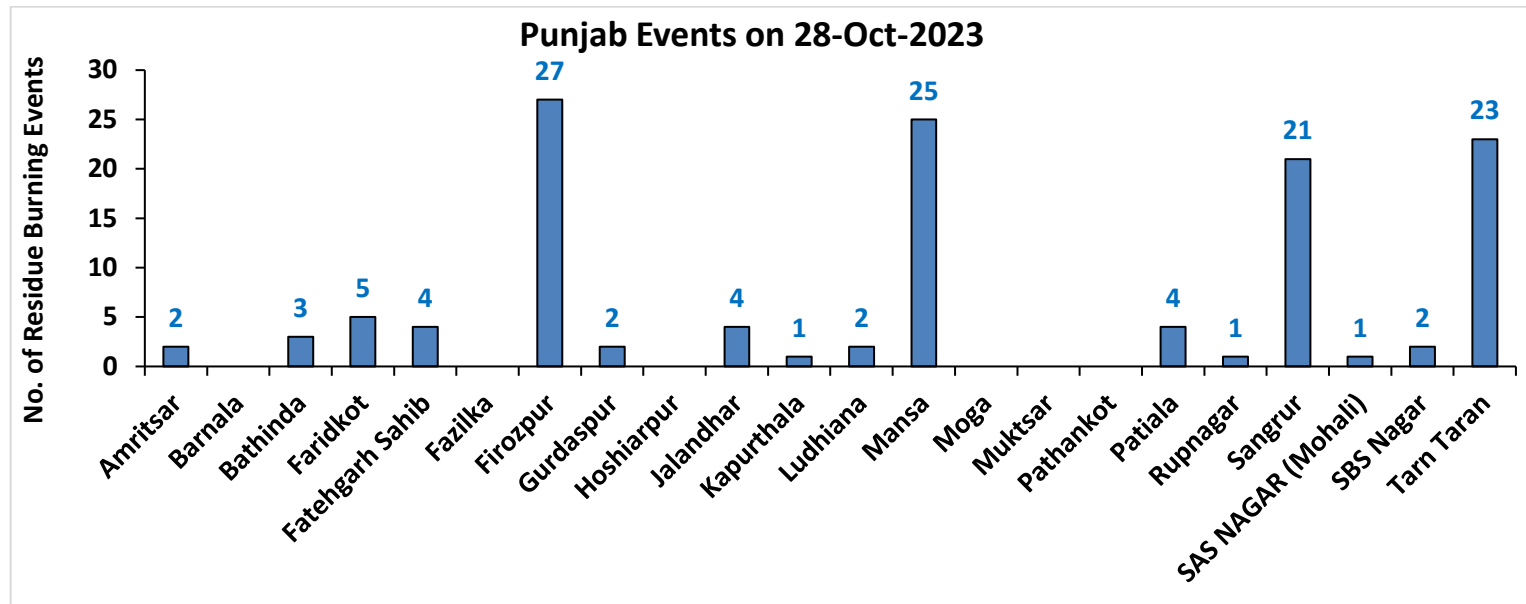 Punjab Events on 28-Oct-2023
No. of Residue Burning Events
30
25
20
15
10
5
0
2
3
5
4
27
2
4
1
2
25
4
1
21
1
2
23
Amritsar
Barnala
Bathinda
Faridkot
Fatehgarh Sahib
Fazilka
Firozpur
Gurdaspur
Hoshiarpur
Jalandhar
Kapurthala
Ludhiana
Mansa
Moga
Muktsar
Pathankot
Patiala
Rupnagar
Sangrur
SAS NAGAR (Mohali)
SBS Nagar
Tarn Taran